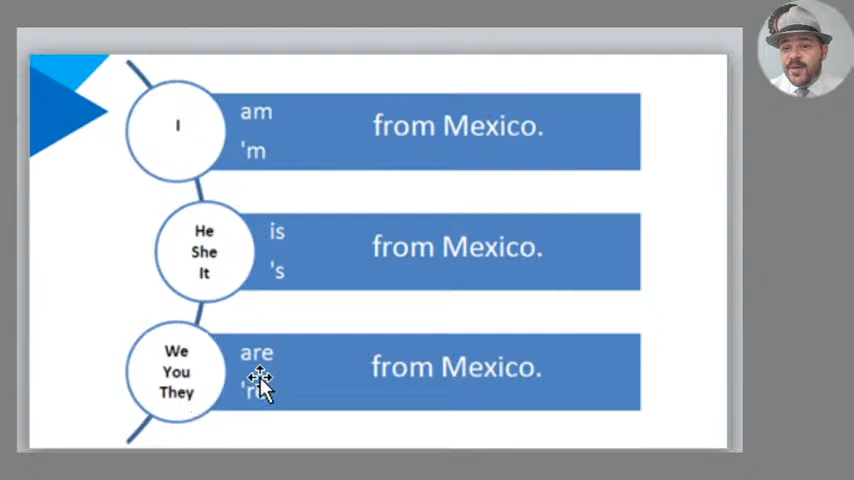 I
am
'm
from Mexico.
He
She
It
is
's
from Mexico.
We
You
They
are
from Mexico.